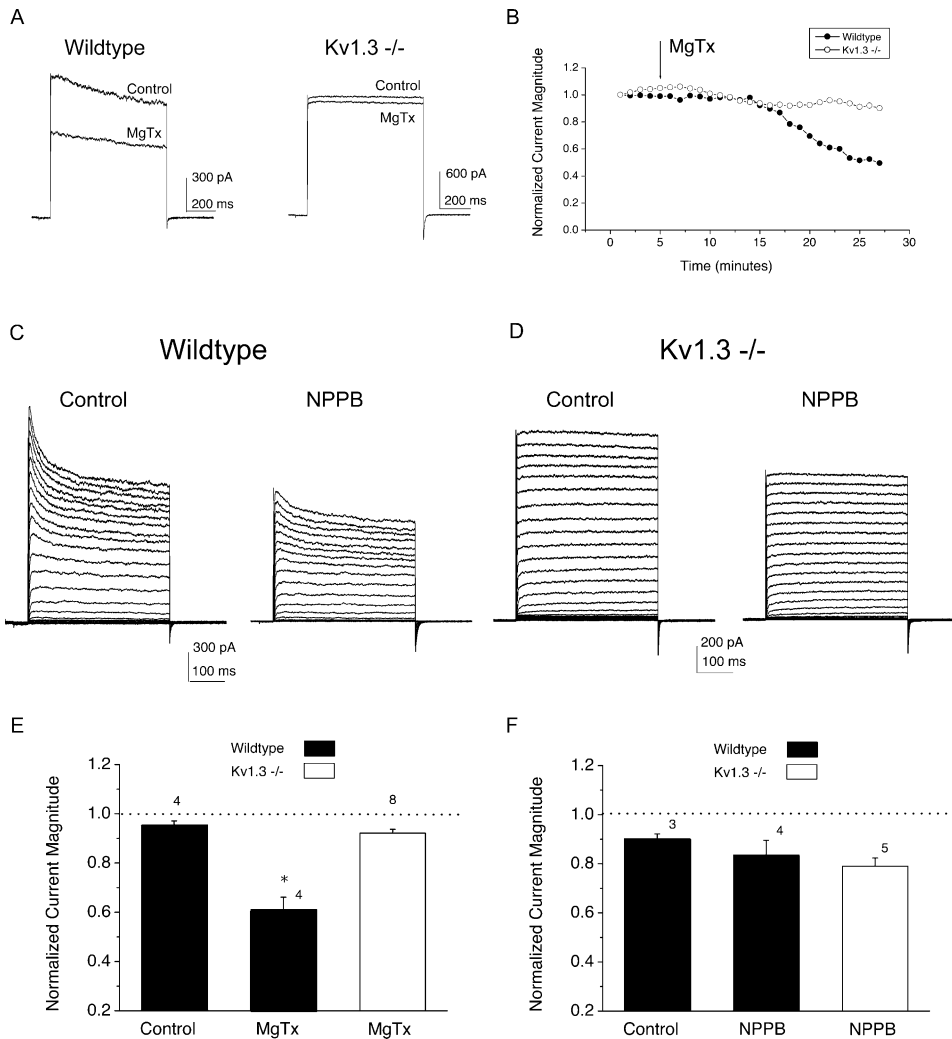 A
Wildtype
Control
MgTx
300 pA
200 ms
Kv1.3 -/-
Control
MgTx
600 pA
200 ms
B
MgTx
Wildtype
Kv1.3 -/-
Normalized Current Magnitude
1.2
1.0
0.8
0.6
0.4
0.2
0.0
0 5 10 15 20 25 30
Time (minutes)
C
Wildtype
Control
NPPB
300 pA
100 ms
D
Kv1.3 -/-
Control
NPPB
200 pA
100 ms
E
Wildtype
Kv1.3 -/-
Normalized Current Magnitude
1.2
1.0
0.8
0.6
0.4
0.2
4
*
4
8
Control MgTx MgTx
F
Wildtype
Kv1.3 -/-
Normalized Current Magnitude
1.2
1.0
0.8
0.6
0.4
0.2
3
4
5
Control NPPB NPPB